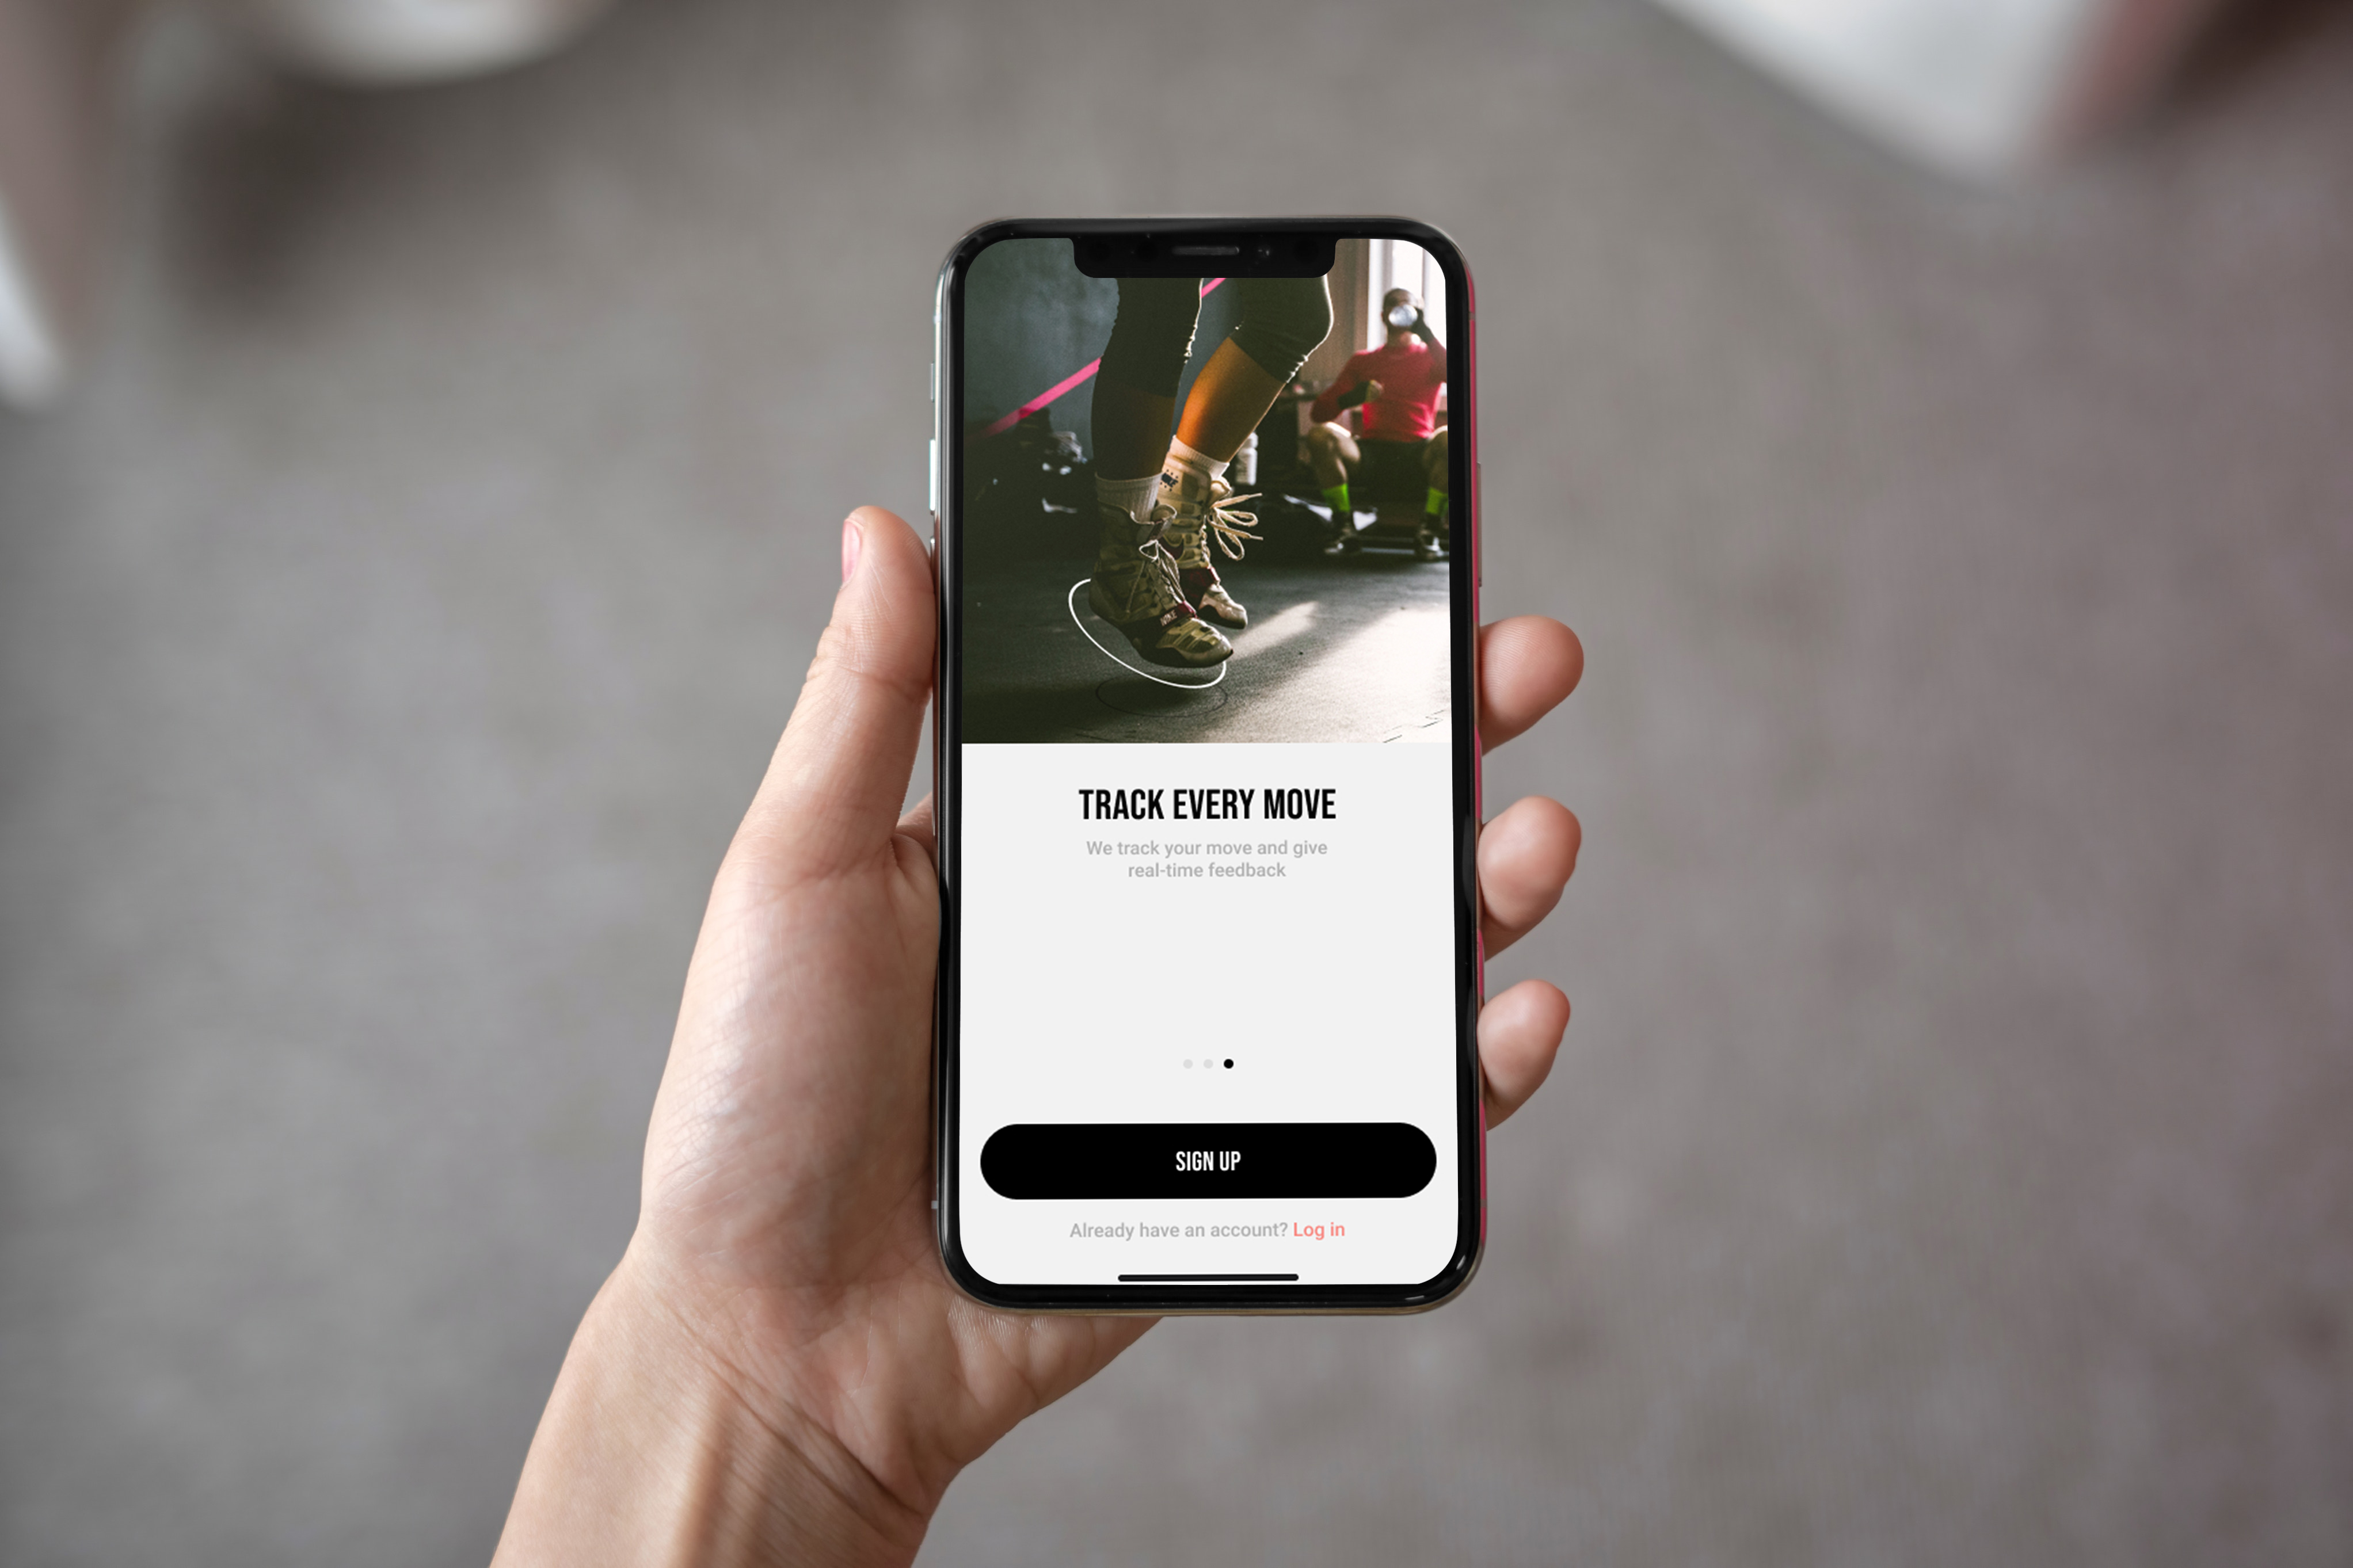 TRACK EVERY MOVE
We track your move and give
real-time feedback
SIGN UP
Already have an account? Log in